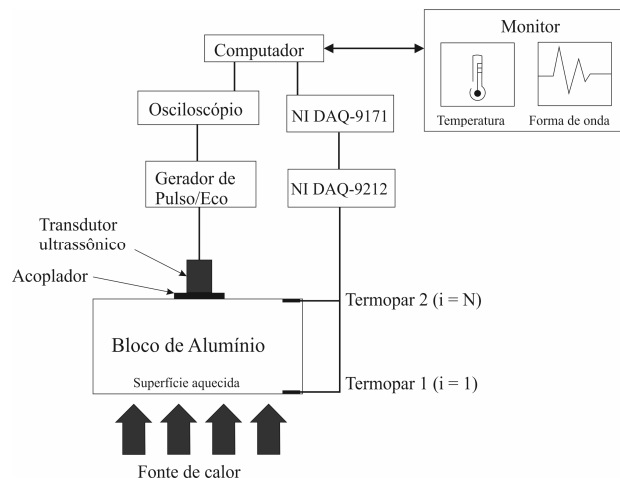 Monitor
Computador
Temperatura
Forma de onda
Osciloscópio
NI DAQ-9171
Gerador de
Pulso/Eco
NI DAQ-9212
Transdutor
ultrassônico
Acoplador
Termopar 2 (i = N)
Bloco de Alumínio
Superfície aquecida
Termopar 1 (i = 1)
Fonte de calor